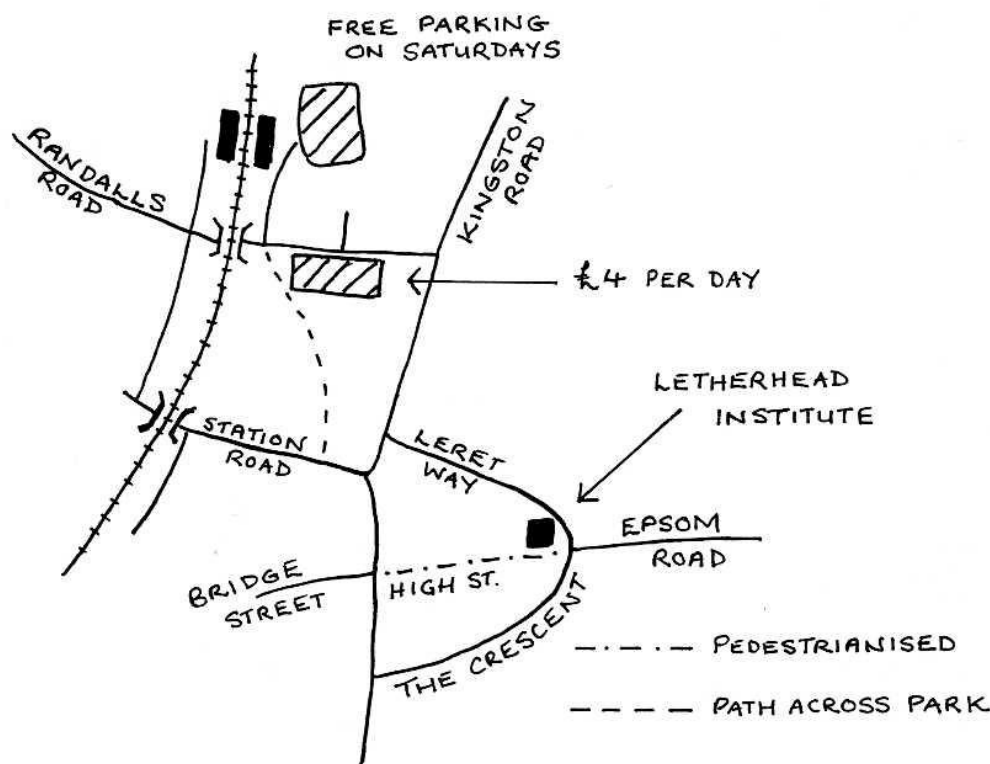 FREE PARKING
ON SATURDAYS
RANDALLS
ROAD
KINGSTON
ROAD
£4 PER DAY
LETHERHEAD
INSTITUTE
STATION
ROAD
LERET
WAY
EPSOM
ROAD
BRIDGE
STREET
HIGH ST.
THE CRESCENT
PEDESTRIANISED
PATH ACROSS PARK